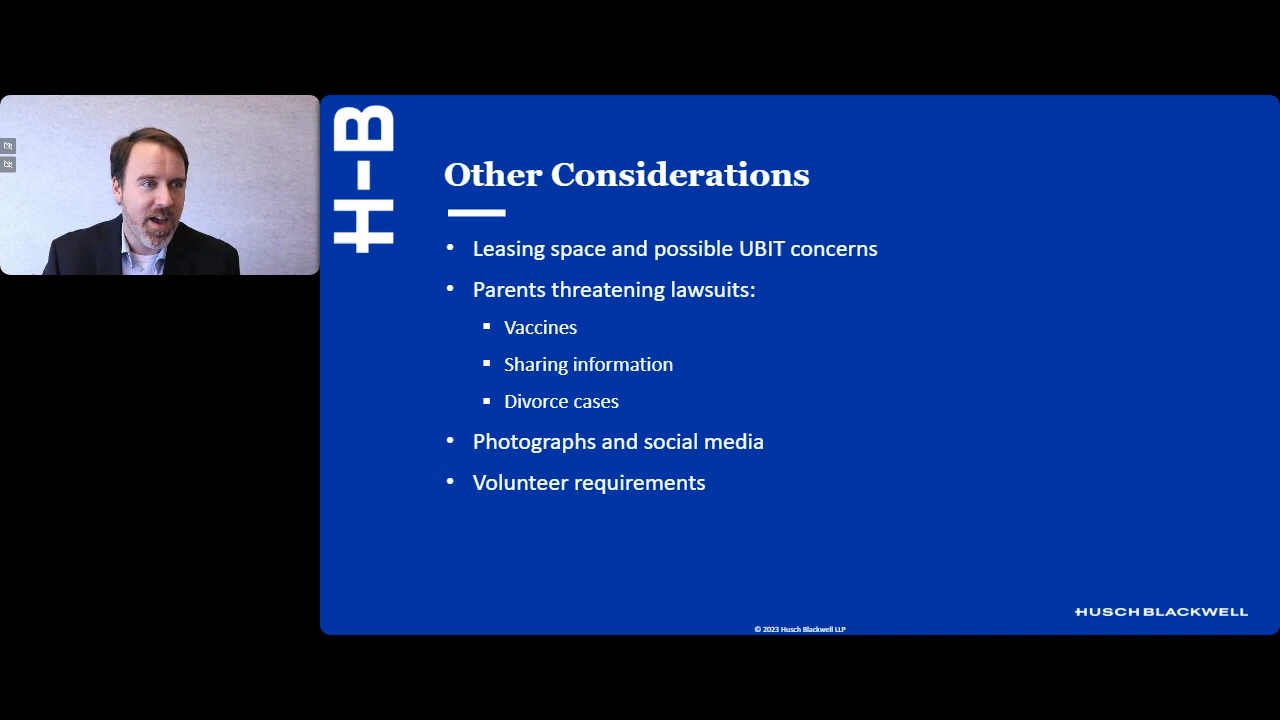 H-B
Other Considerations
• Leasing space and possible UBIT concerns
• Parents threatening lawsuits:
▪ Vaccines
▪ Sharing information
▪ Divorce cases
• Photographs and social media
• Volunteer requirements
HUSCH BLACKWELL
© 2023 Husch Blackwell LLP